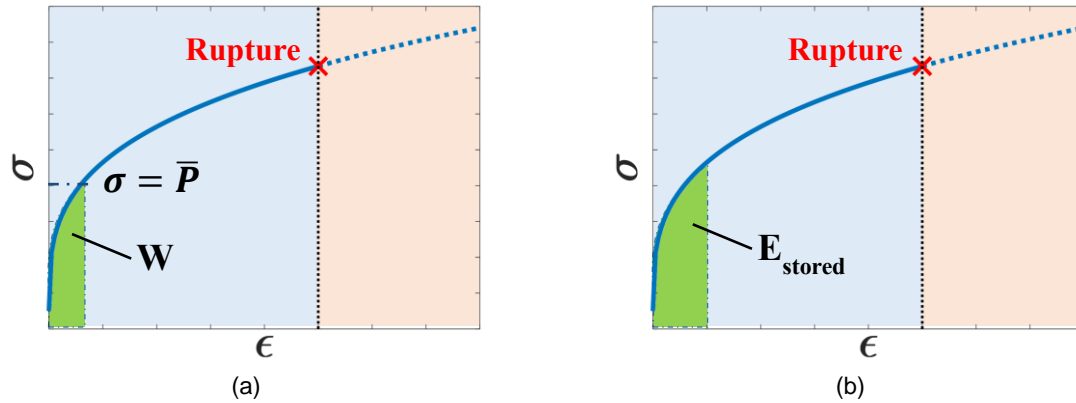 Rupture
σ
σ = P̅
W
ϵ
(a)
Rupture
σ
E_stored
ϵ
(b)